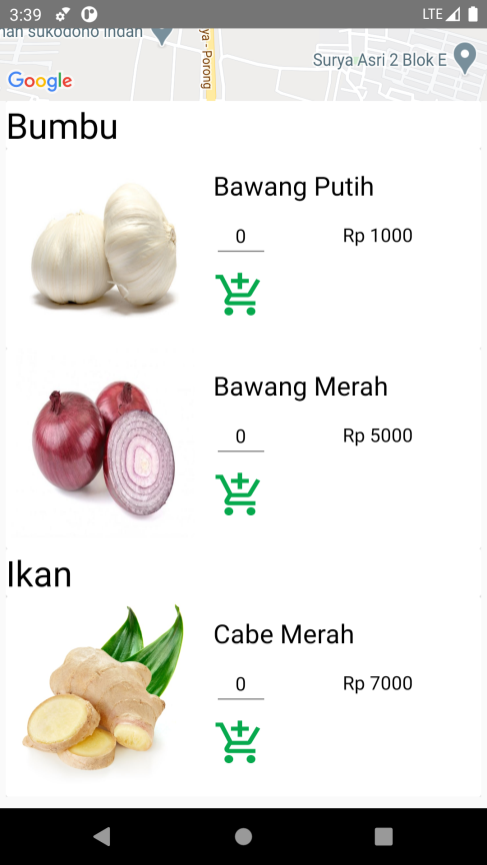 3:39
LTE
sukodono indah
ya - Porong
Surya Asri 2 Blok E
Google
Bumbu
Bawang Putih
0
Rp 1000
Bawang Merah
0
Rp 5000
Ikan
Cabe Merah
0
Rp 7000